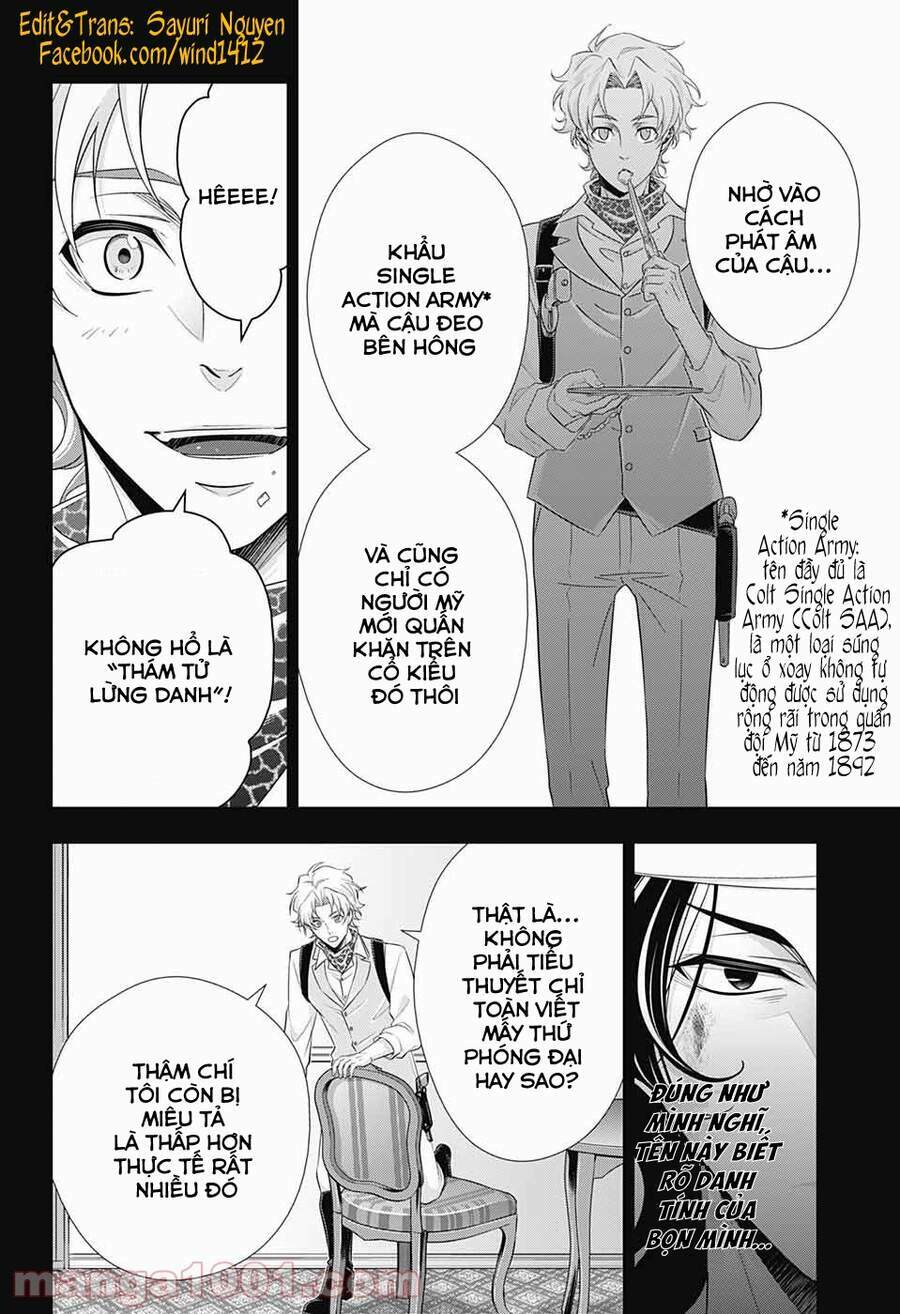 Edit&Trans: Sayuri Nguyen
Facebook.com/wind1412
NHỜ VÀO
CÁCH
PHÁT ÂM
CỦA CẬU...
KHẨU
SINGLE
ACTION ARMY*
MÀ CẬU ĐEO
BÊN HÔNG
VÀ CŨNG
CHỈ CÓ
NGƯỜI MỸ
MỚI QUẤN
KHĂN TRÊN
CỔ KIỂU
ĐÓ THÔI
*Single
Action Army:
tên đầy đủ là
Colt Single Action
Army (Colt SAA),
là một loại súng
lục ổ xoay không tự
động được sử dụng
rộng rãi trong quân
đội Mỹ từ 1873
đến năm 1892
HÊEEE!
KHÔNG HỔ LÀ
"THÁM TỬ
LỪNG DANH"!
ĐÚNG NHƯ
MÌNH NGHĨ,
TÊN NÀY BIẾT
RÕ DANH
TÍNH CỦA
BỌN MÌNH...
THẬT LÀ...
KHÔNG
PHẢI TIỂU
THUYẾT CHỈ
TOÀN VIẾT
MẤY THỨ
PHÓNG ĐẠI
HAY SAO?
THẬM CHÍ
TÔI CÒN BỊ
MIÊU TẢ
LÀ THẤP HƠN
THỰC TẾ RẤT
NHIỀU ĐÓ
manga1001.com